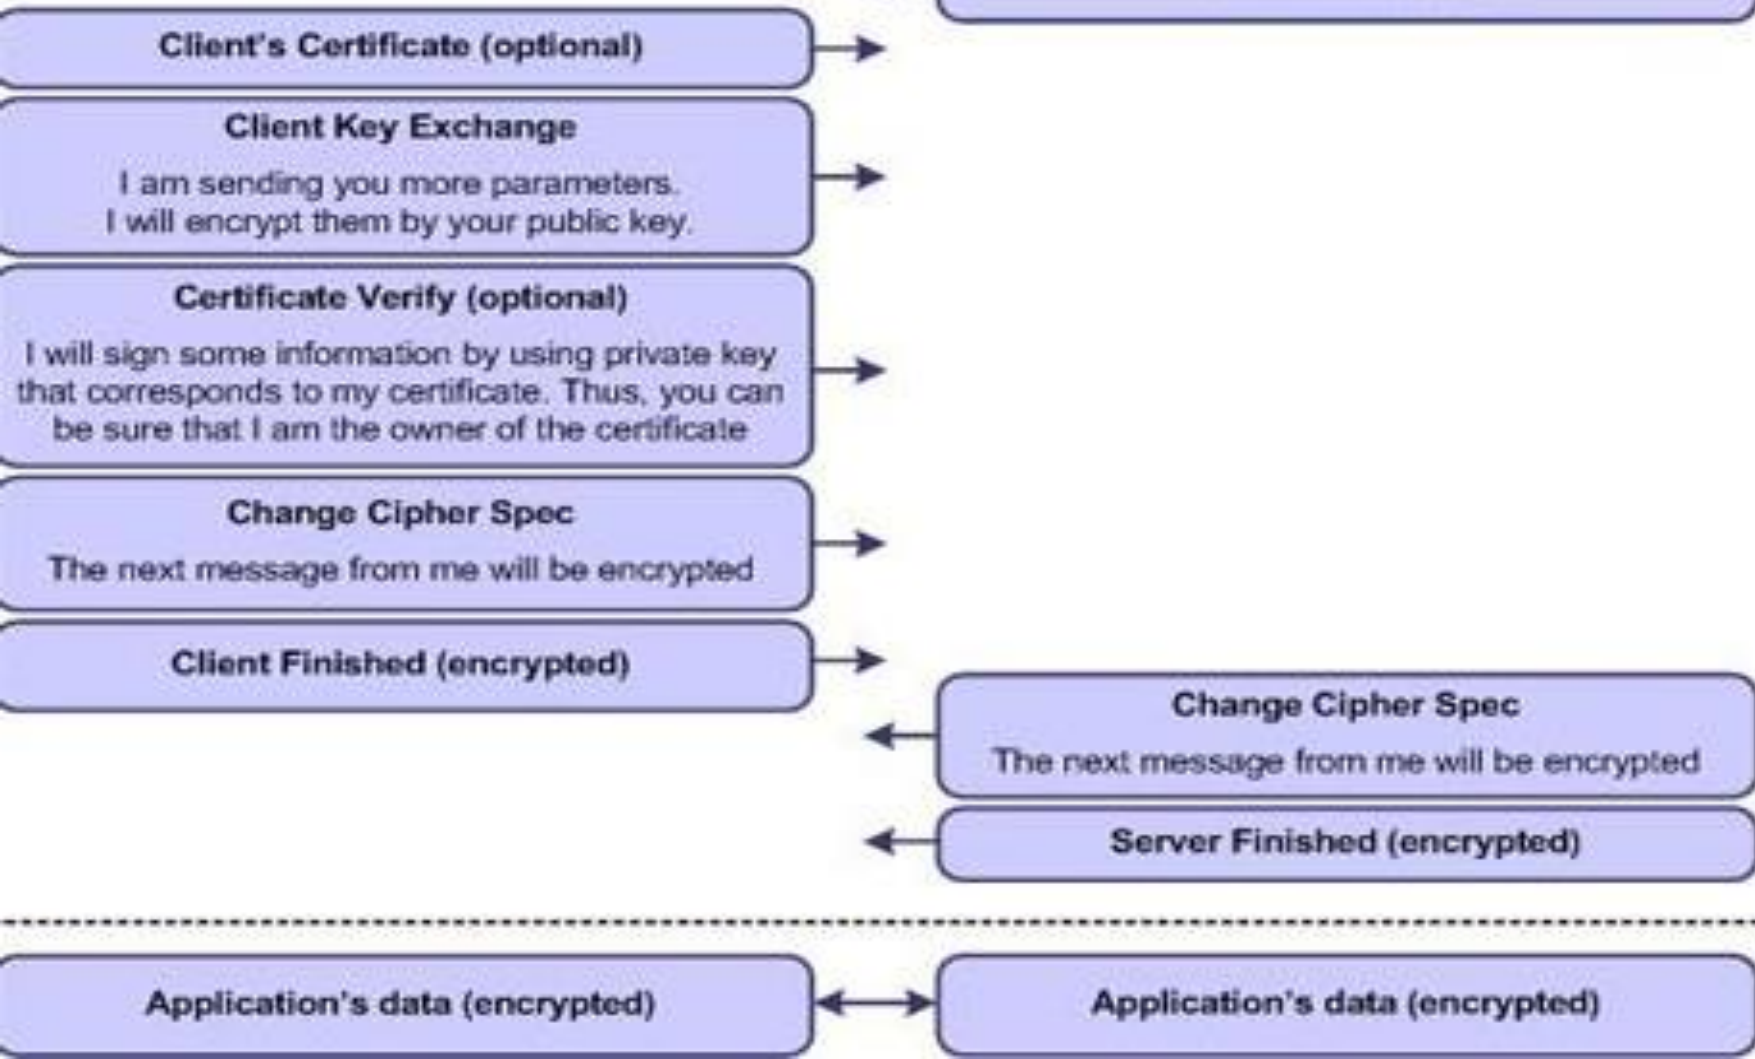 Client's Certificate (optional)
Client Key Exchange
I am sending you more parameters.
I will encrypt them by your public key.
Certificate Verify (optional)
I will sign some information by using private key
that corresponds to my certificate. Thus, you can
be sure that I am the owner of the certificate
Change Cipher Spec
The next message from me will be encrypted
Client Finished (encrypted)
Change Cipher Spec
The next message from me will be encrypted
Server Finished (encrypted)
Application's data (encrypted)
Application's data (encrypted)